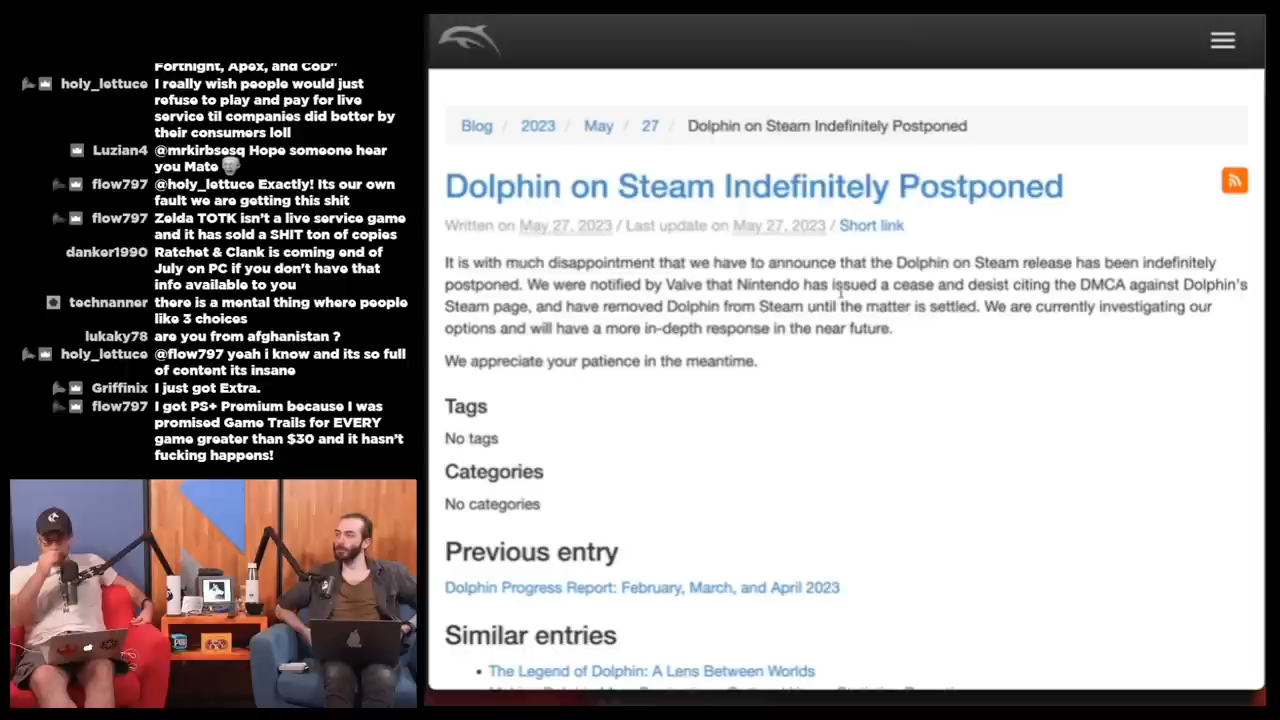 Fortnight, Apex, and CoD"
holy_lettuce I really wish people would just
refuse to play and pay for live
service til companies did better by
their consumers loll
Luzian4 @mrkirbsesq Hope someone hear
you Mate
flow797 @holy_lettuce Exactly! Its our own
fault we are getting this shit
flow797 Zelda TOTK isn't a live service game
and it has sold a SHIT ton of copies
danker1990 Ratchet & Clank is coming end of
July on PC if you don't have that
info available to you
technanner there is a mental thing where people
like 3 choices
lukaky78 are you from afghanistan ?
holy_lettuce @flow797 yeah i know and its so full
of content its insane
Griffinix I just got Extra.
flow797 I got PS+ Premium because I was
promised Game Trails for EVERY
game greater than $30 and it hasn't
fucking happens!
Blog / 2023 / May / 27 / Dolphin on Steam Indefinitely Postponed
Dolphin on Steam Indefinitely Postponed
Written on May 27, 2023 / Last update on May 27, 2023 / Short link
It is with much disappointment that we have to announce that the Dolphin on Steam release has been indefinitely
postponed. We were notified by Valve that Nintendo has issued a cease and desist citing the DMCA against Dolphin's
Steam page, and have removed Dolphin from Steam until the matter is settled. We are currently investigating our
options and will have a more in-depth response in the near future.
We appreciate your patience in the meantime.
Tags
No tags
Categories
No categories
Previous entry
Dolphin Progress Report: February, March, and April 2023
Similar entries
• The Legend of Dolphin: A Lens Between Worlds